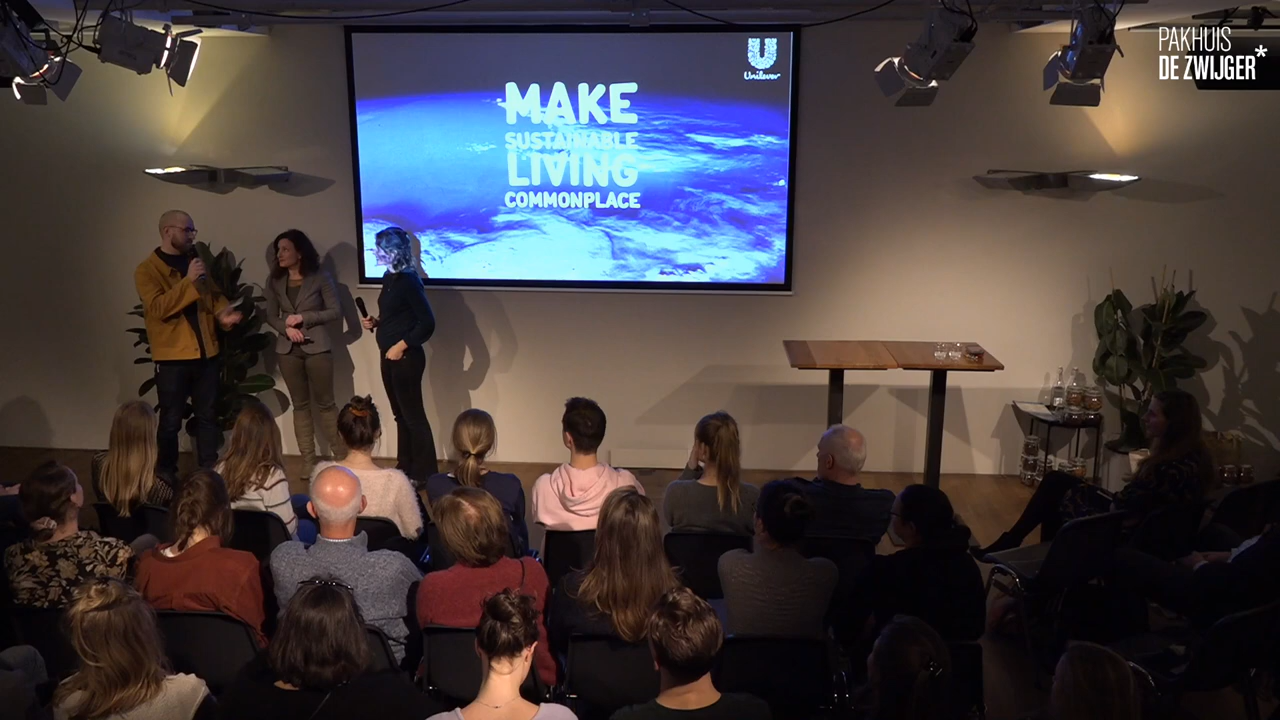 PAKHUIS
DE ZWIJGER*
Unilever
MAKE
SUSTAINABLE
LIVING
COMMONPLACE